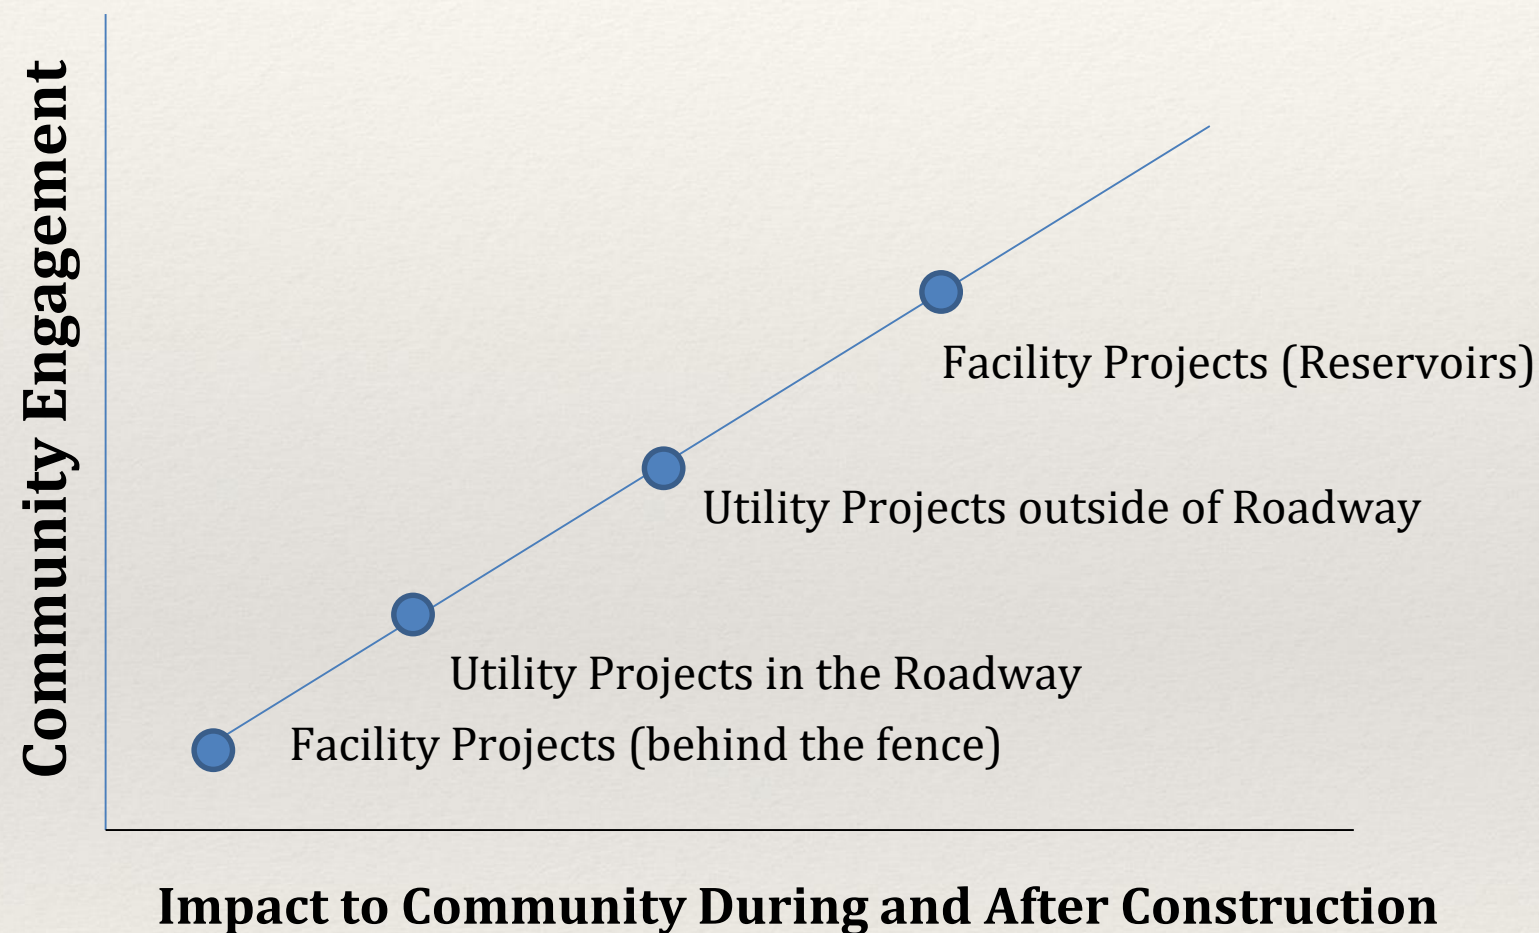 Community Engagement
Facility Projects (Reservoirs)
Utility Projects outside of Roadway
Utility Projects in the Roadway
Facility Projects (behind the fence)
Impact to Community During and After Construction